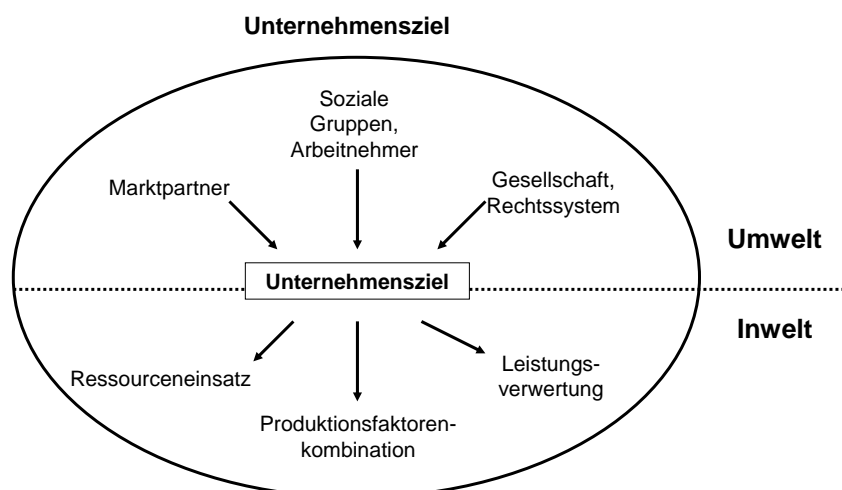 Unternehmensziel
Soziale
Gruppen,
Arbeitnehmer
Marktpartner
Gesellschaft,
Rechtssystem
Umwelt
Unternehmensziel
Inwelt
Ressourceneinsatz
Leistungs-
verwertung
Produktionsfaktoren-
kombination